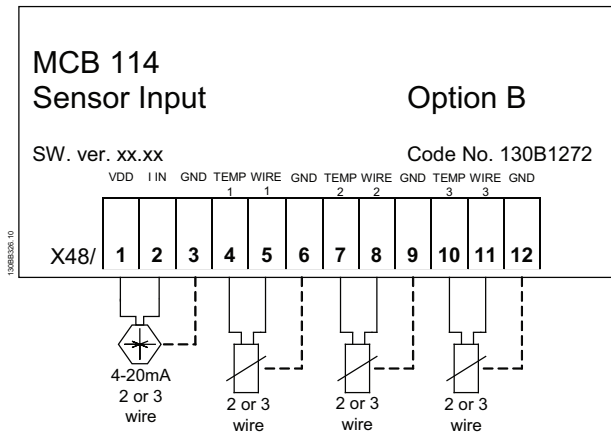 MCB 114
Sensor Input Option B
SW. ver. xx.xx Code No. 130B1272
VDD I IN GND TEMP WIRE GND TEMP WIRE GND TEMP WIRE GND
1 1 2 2 3 3
X48/ 1 2 3 4 5 6 7 8 9 10 11 12
130BB326.10
4-20mA
2 or 3
wire
2 or 3
wire
2 or 3
wire
2 or 3
wire